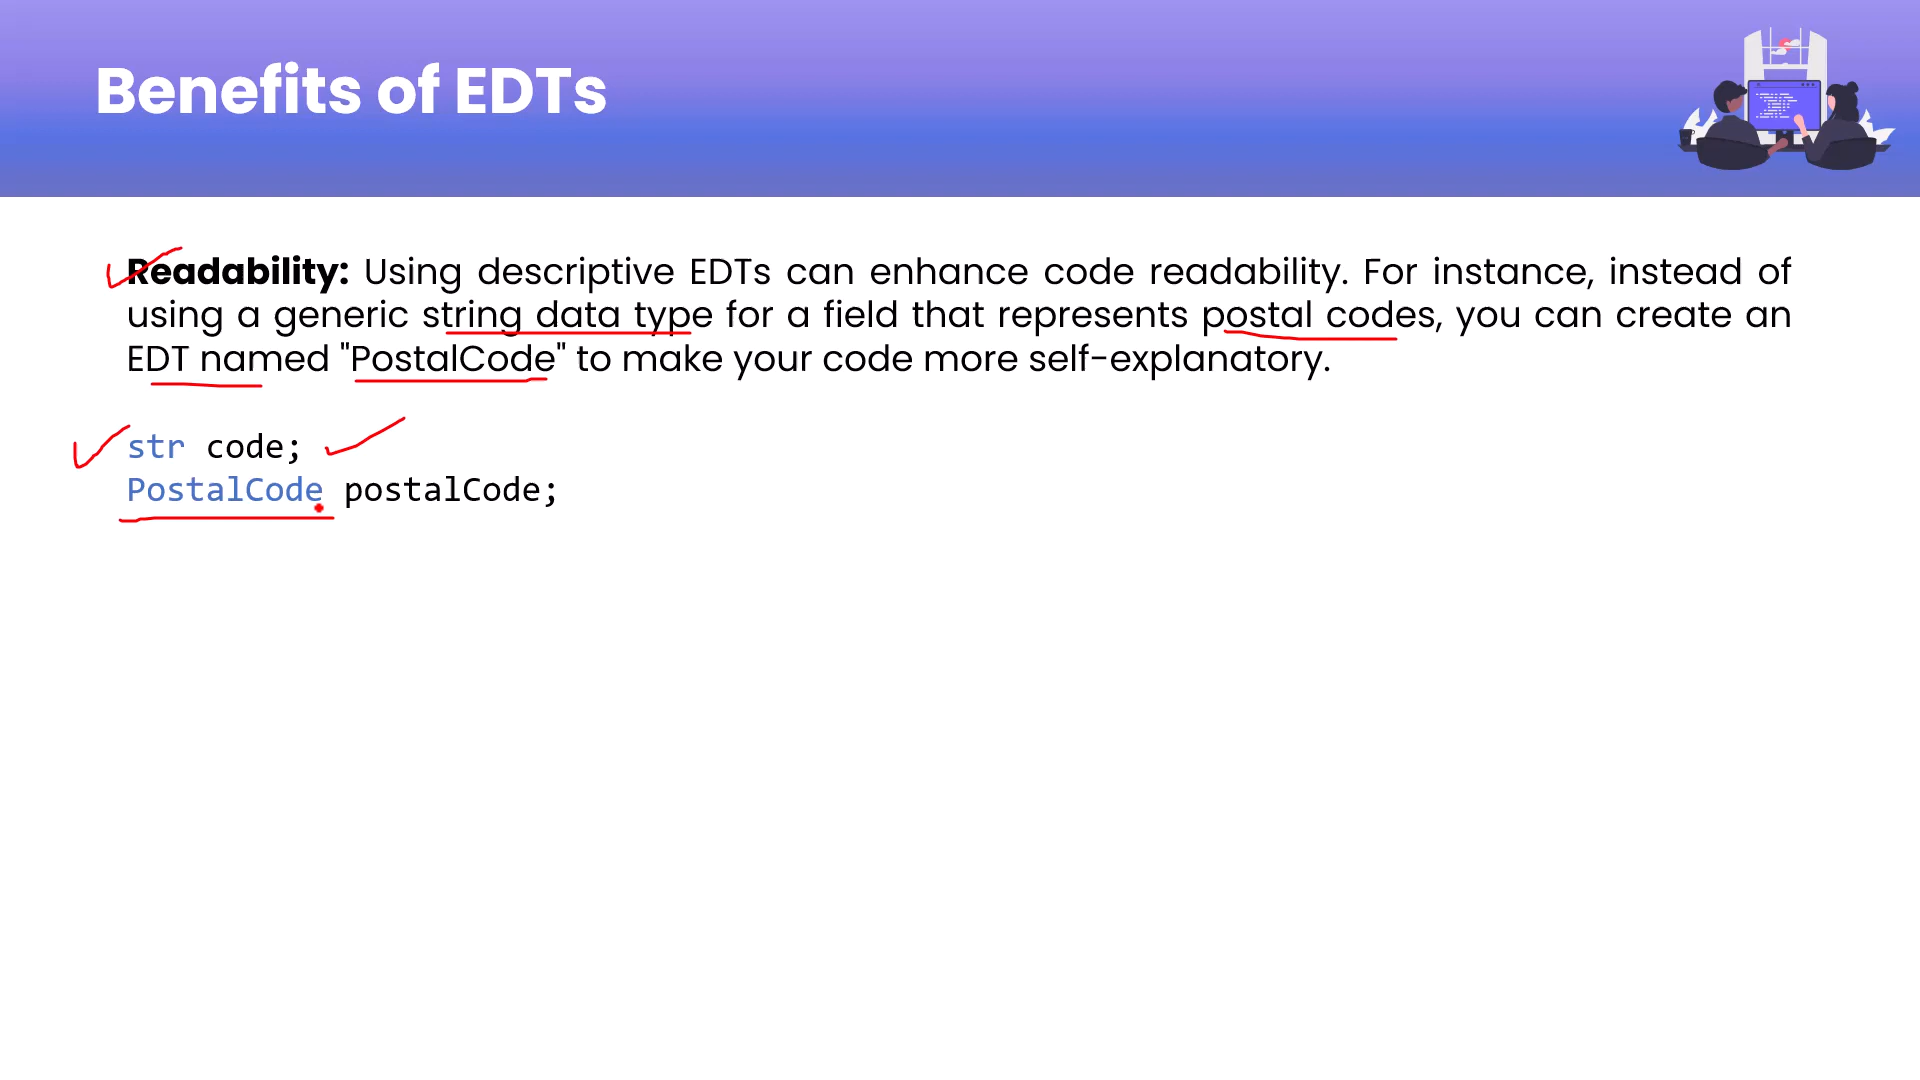 Benefits of EDTs
Readability: Using descriptive EDTs can enhance code readability. For instance, instead of
using a generic string data type for a field that represents postal codes, you can create an
EDT named "PostalCode" to make your code more self-explanatory.
str code;
PostalCode postalCode;